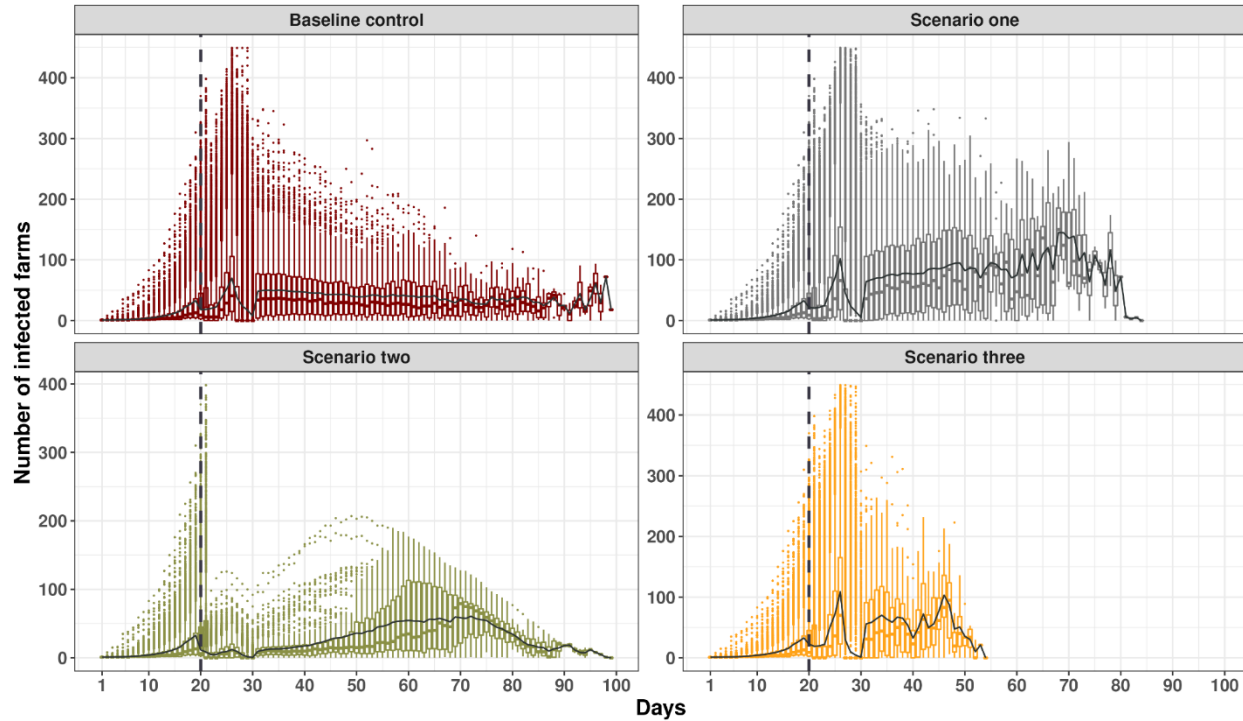 Baseline control
Scenario one
400
300
200
100
0
Scenario two
Scenario three
400
300
200
100
0
1 10 20 30 40 50 60 70 80 90 100
1 10 20 30 40 50 60 70 80 90 100
Number of infected farms
Days